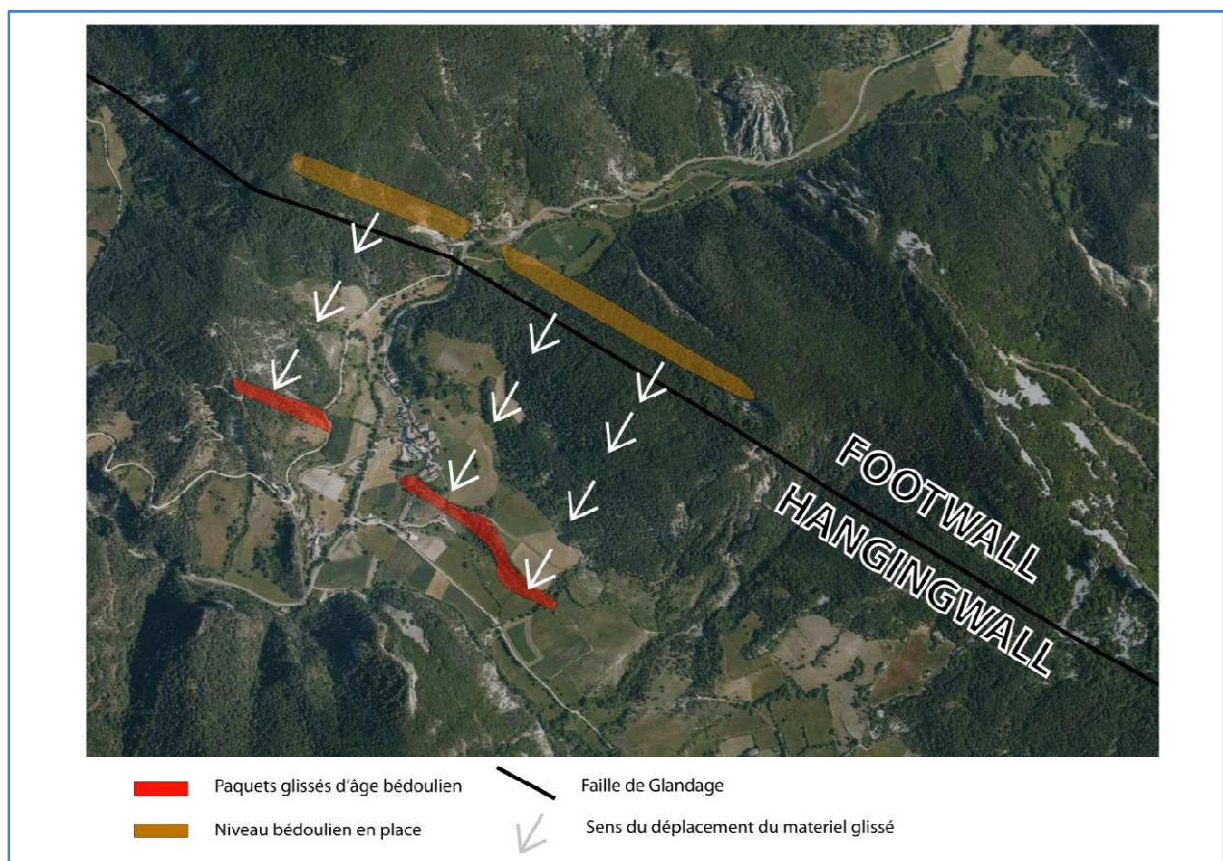 FOOTWALL
HANGINGWALL
Paquets glissés d'âge bédoulien
Faille de Glandage
Niveau bédoulien en place
Sens du déplacement du materiel glissé